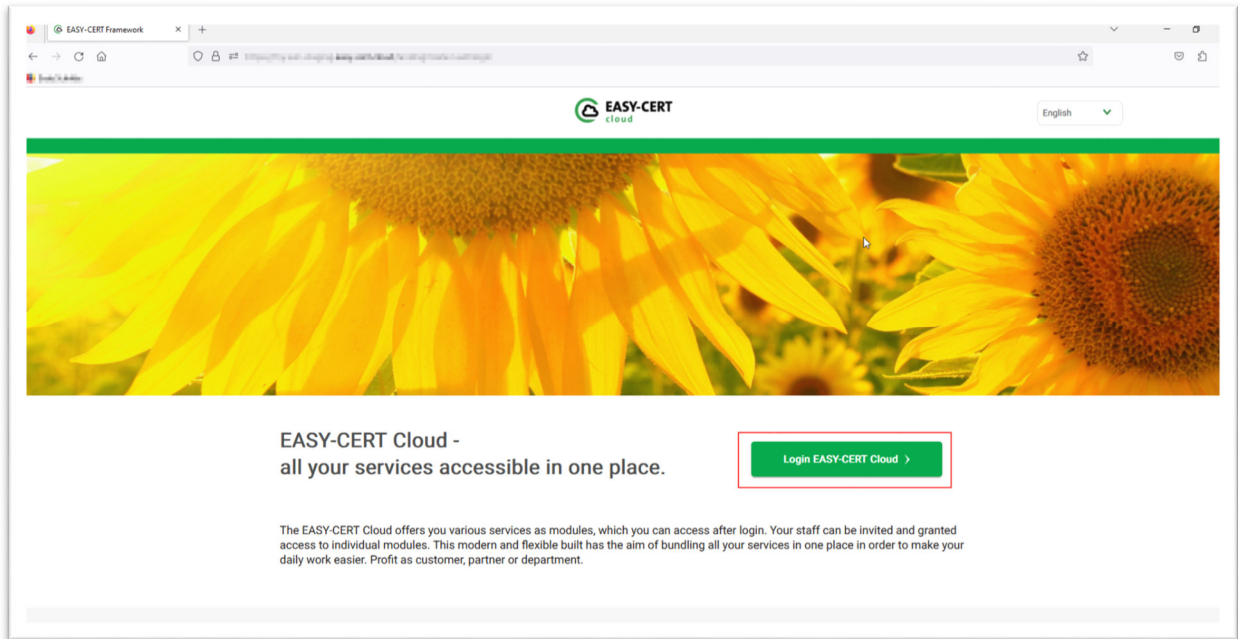 EASY-CERT Framework
EASY-CERT
cloud
English
EASY-CERT Cloud -
all your services accessible in one place.
Login EASY-CERT Cloud
The EASY-CERT Cloud offers you various services as modules, which you can access after login. Your staff can be invited and granted
access to individual modules. This modern and flexible built has the aim of bundling all your services in one place in order to make your
daily work easier. Profit as customer, partner or department.